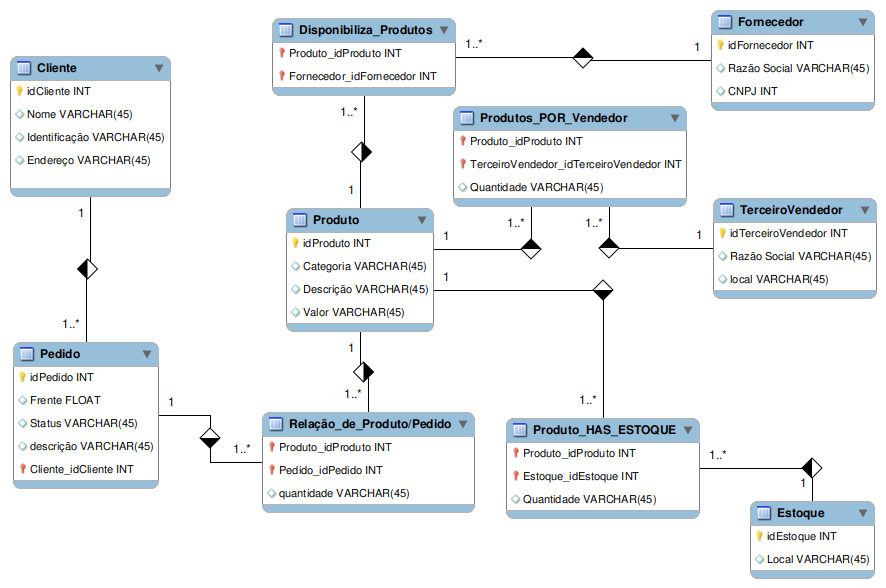 Disponibiliza_Produtos
Produto_idProduto INT
Fornecedor_idFornecedor INT
1..*
1
Fornecedor
idFornecedor INT
Razão Social VARCHAR(45)
CNPJ INT
Cliente
idCliente INT
Nome VARCHAR(45)
Identificação VARCHAR(45)
Endereço VARCHAR(45)
1..*
1
Produtos_POR_Vendedor
Produto_idProduto INT
TerceiroVendedor_idTerceiroVendedor INT
Quantidade VARCHAR(45)
1..*
1..*
1
TerceiroVendedor
idTerceiroVendedor INT
Razão Social VARCHAR(45)
local VARCHAR(45)
Produto
idProduto INT
Categoria VARCHAR(45)
Descrição VARCHAR(45)
Valor VARCHAR(45)
1
1
1
1..*
Pedido
idPedido INT
Frente FLOAT
Status VARCHAR(45)
descrição VARCHAR(45)
Cliente_idCliente INT
1
1..*
1
1..*
Relação_de_Produto/Pedido
Produto_idProduto INT
Pedido_idPedido INT
quantidade VARCHAR(45)
1..*
Produto_HAS_ESTOQUE
Produto_idProduto INT
Estoque_idEstoque INT
Quantidade VARCHAR(45)
1..*
1
Estoque
idEstoque INT
Local VARCHAR(45)